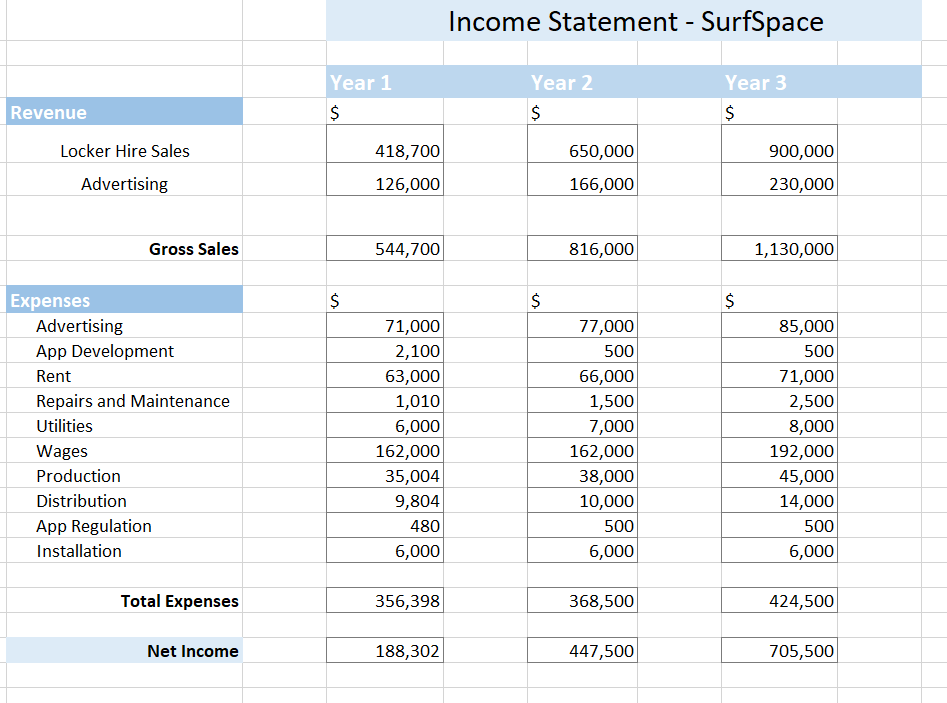 Income Statement - SurfSpace
Year 1 Year 2 Year 3
Revenue $ $ $
Locker Hire Sales 418,700 650,000 900,000
Advertising 126,000 166,000 230,000
Gross Sales 544,700 816,000 1,130,000
Expenses $ $ $
Advertising 71,000 77,000 85,000
App Development 2,100 500 500
Rent 63,000 66,000 71,000
Repairs and Maintenance 1,010 1,500 2,500
Utilities 6,000 7,000 8,000
Wages 162,000 162,000 192,000
Production 35,004 38,000 45,000
Distribution 9,804 10,000 14,000
App Regulation 480 500 500
Installation 6,000 6,000 6,000
Total Expenses 356,398 368,500 424,500
Net Income 188,302 447,500 705,500